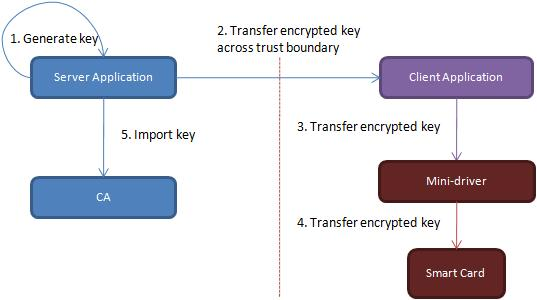 1. Generate key
2. Transfer encrypted key
across trust boundary
Server Application
Client Application
3. Transfer encrypted key
5. Import key
Mini-driver
CA
4. Transfer encrypted key
Smart Card